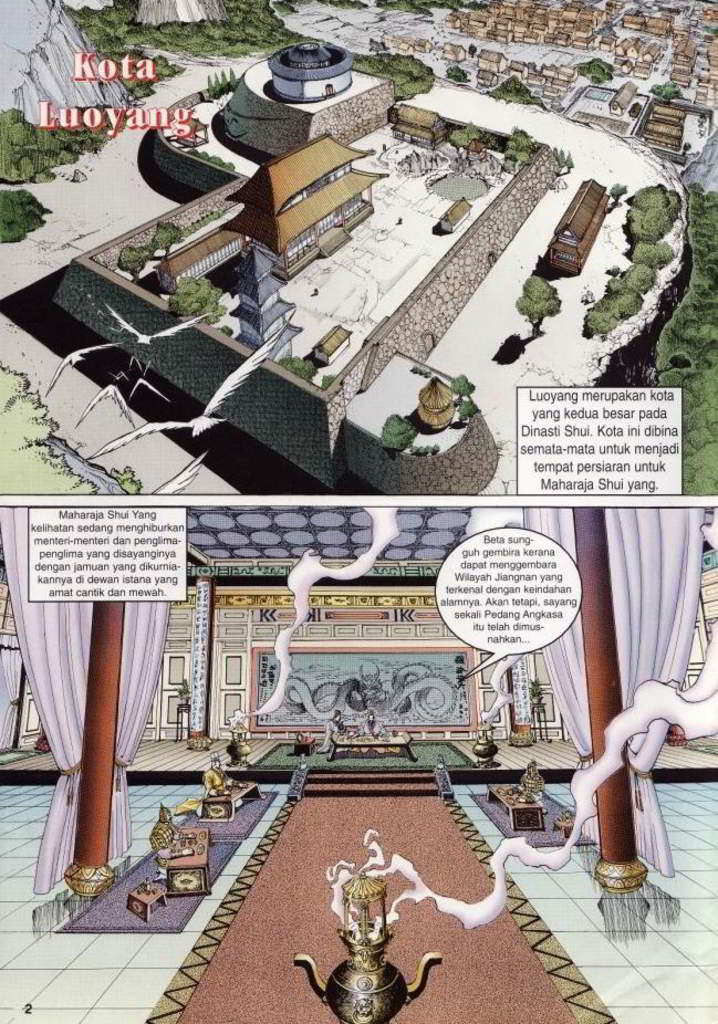 Kota
Luoyang
Luoyang merupakan kota
yang kedua besar pada
Dinasti Shui. Kota ini dibina
semata-mata untuk menjadi
tempat persiaran untuk
Maharaja Shui yang.
Maharaja Shui Yang
kelihatan sedang menghiburkan
menteri-menteri dan penglima-
penglima yang disayanginya
dengan jamuan yang dikurnia-
kannya di dewan istana yang
amat cantik dan mewah.
Beta sung-
guh gembira kerana
dapat menggembara
Wilayah Jiangnan yang
terkenal dengan keindahan
alamnya. Akan tetapi, sayang
sekali Pedang Angkasa
itu telah dimus-
nahkan...
2